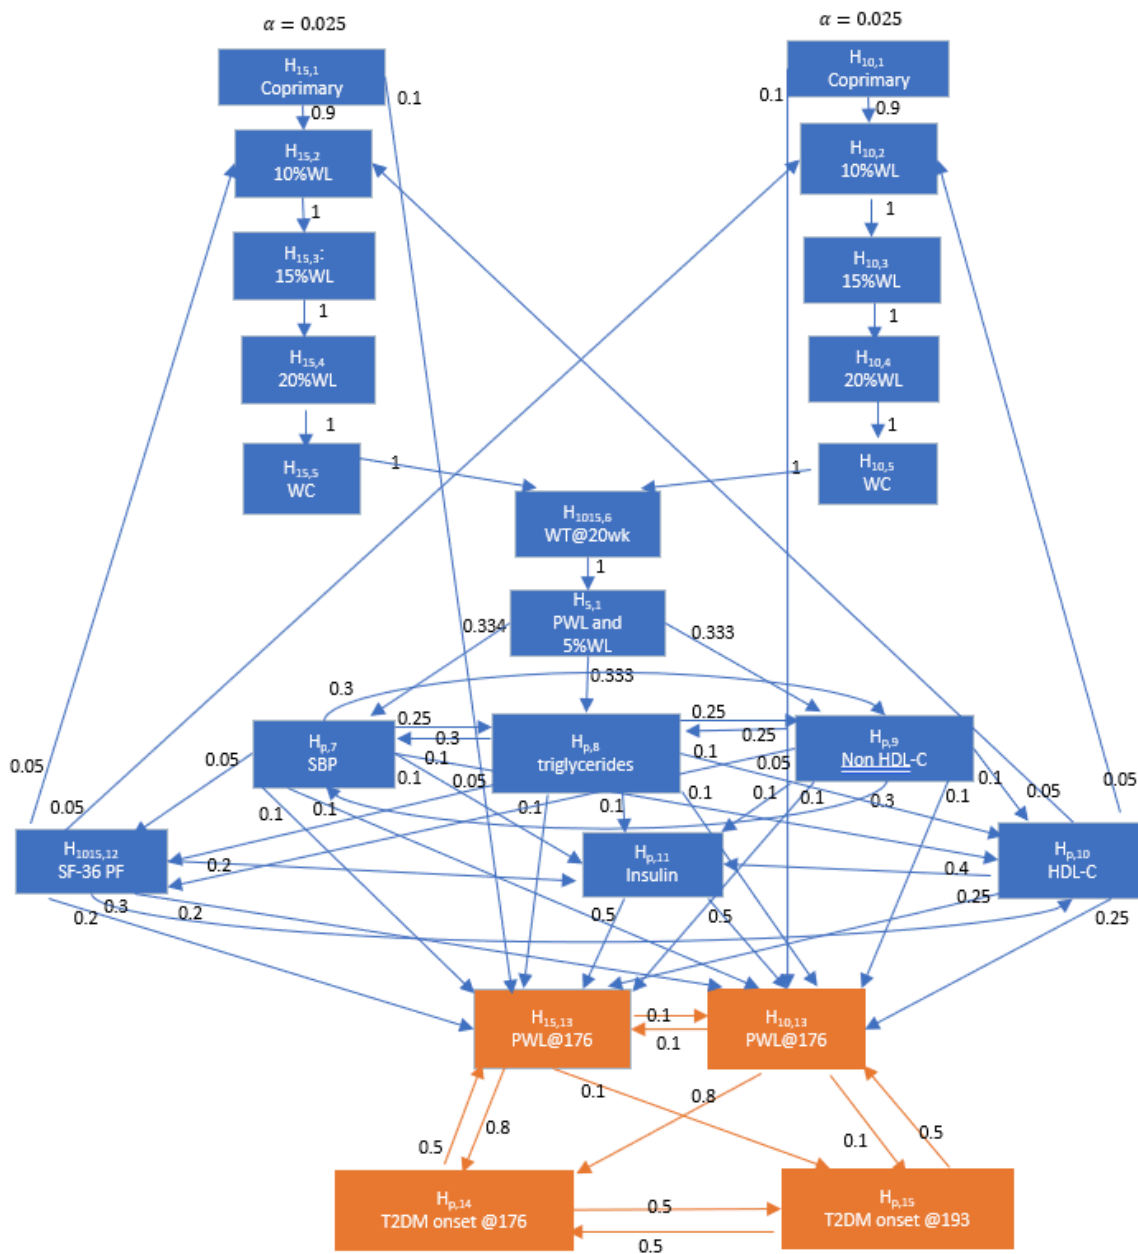 α = 0.025
α = 0.025
H15,1
Coprimary
H10,1
Coprimary
0.1
0.1
0.9
0.9
H15,2
10%WL
H10,2
10%WL
1
1
H15,3:
15%WL
H10,3
15%WL
1
1
H15,4
20%WL
H10,4
20%WL
1
1
H15,5
WC
H10,5
WC
1
1
H1015,6
WT@20wk
1
H5,1
PWL and
5%WL
0.334
0.333
0.333
0.3
0.25
0.25
0.3
0.25
Hp,7
SBP
Hp,8
triglycerides
Hp,9
Non HDL-C
0.05
0.1
0.1
0.05
0.1
0.05
0.05
0.05
0.1
0.05
0.1
0.1
0.1
0.1
0.3
0.1
0.05
0.1
0.1
0.1
0.1
H1015,12
SF-36 PF
Hp,11
Insulin
Hp,10
HDL-C
0.2
0.4
0.2
0.3
0.2
0.5
0.5
0.25
0.25
H15,13
PWL@176
H10,13
PWL@176
0.1
0.1
0.5
0.8
0.1
0.8
0.1
0.5
Hp,14
T2DM onset @176
Hp,15
T2DM onset @193
0.5
0.5